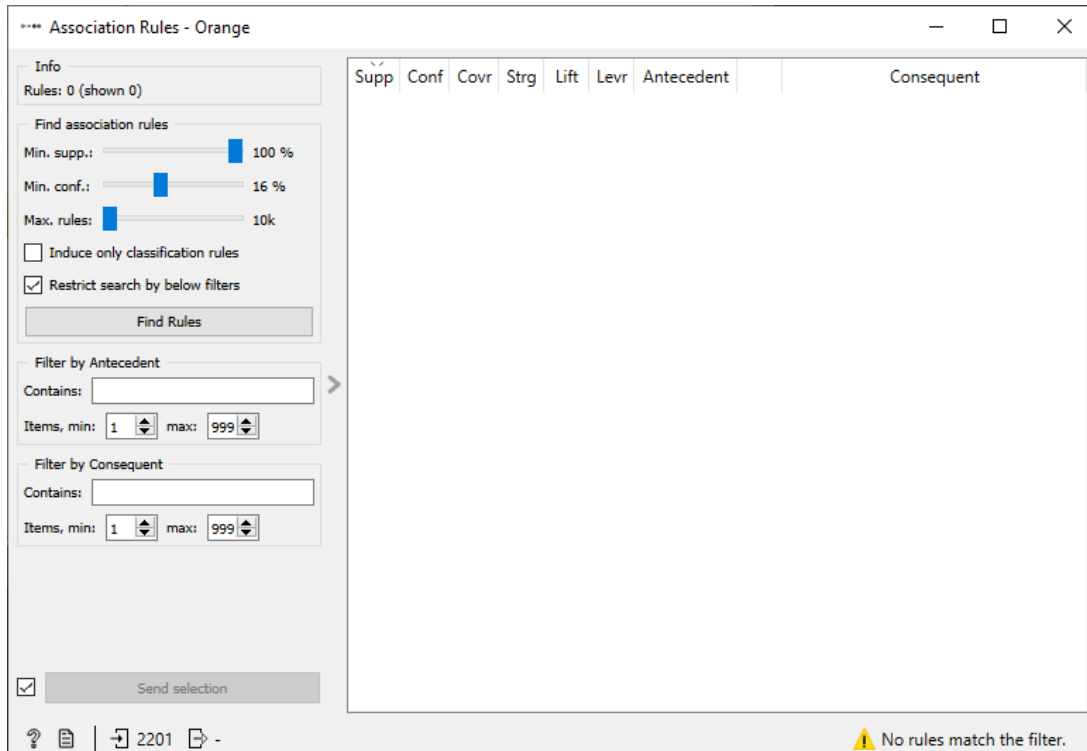 Association Rules - Orange
Info
Rules: 0 (shown 0)
Find association rules
Min. supp.: 100 %
Min. conf.: 16 %
Max. rules: 10k
Induce only classification rules
Restrict search by below filters
Find Rules
Filter by Antecedent
Contains:
Items, min: 1 max: 999
Filter by Consequent
Contains:
Items, min: 1 max: 999
Send selection
? 2201 -
Supp Conf Covr Strg Lift Levr Antecedent Consequent
No rules match the filter.